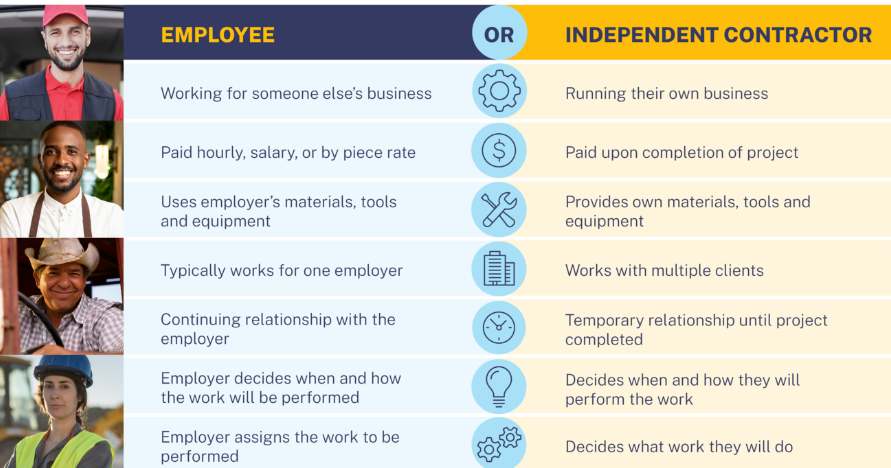 EMPLOYEE OR INDEPENDENT CONTRACTOR
Working for someone else's business
Running their own business
Paid hourly, salary, or by piece rate
$
Paid upon completion of project
Uses employer's materials, tools
and equipment
Provides own materials, tools and
equipment
Typically works for one employer
Works with multiple clients
Continuing relationship with the
employer
Temporary relationship until project
completed
Employer decides when and how
the work will be performed
Decides when and how they will
perform the work
Employer assigns the work to be
performed
Decides what work they will do